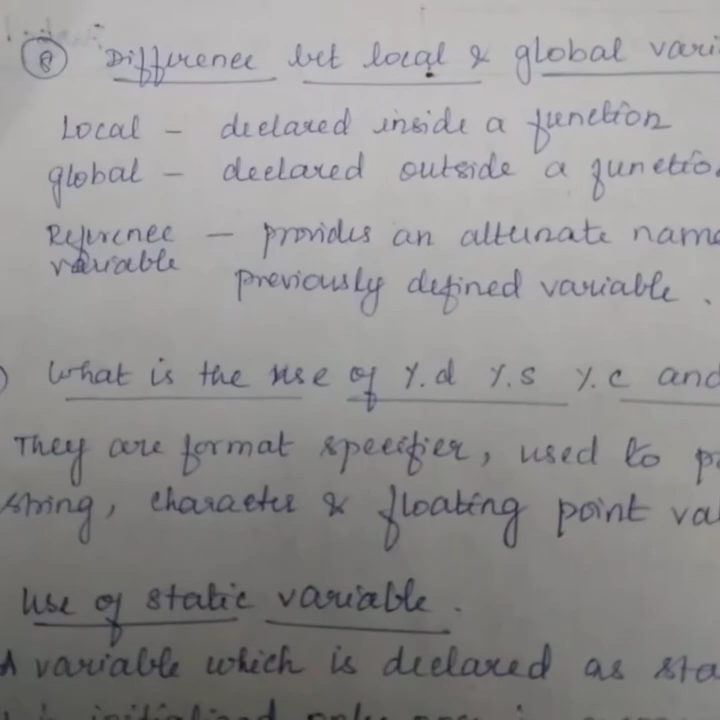 8 Difference bet local & global vari
Local - declared inside a function
global - declared outside a functio
Reference - provides an alternate name
variable previously defined variable .
) What is the use of %.d %.s %.c and
They are format specifier, used to p
string, character & floating point va
Use of static variable .
A variable which is declared as sta
initialized only